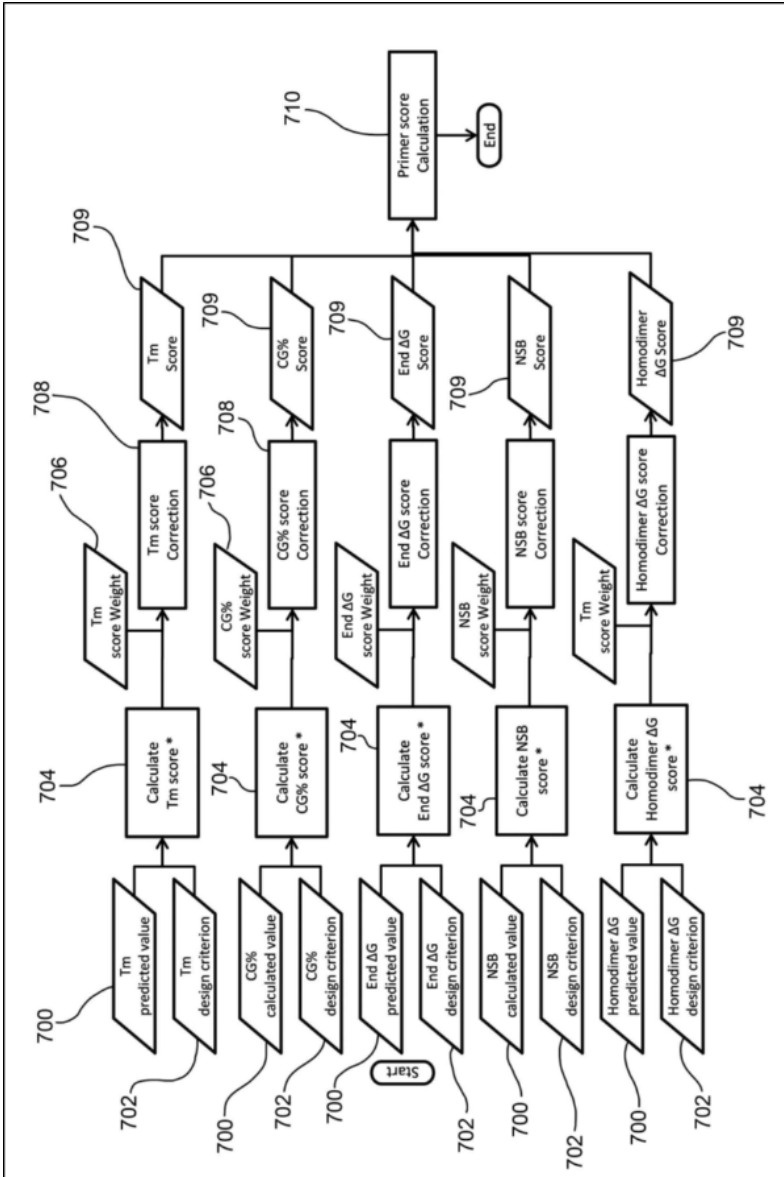 Start
700
Tm
predicted value
702
Tm
design criterion
704
Calculate
Tm score *
706
Tm
score Weight
708
Tm score
Correction
709
Tm
Score
700
CG%
calculated value
702
CG%
design criterion
704
Calculate
CG% score *
706
CG%
score Weight
708
CG% score
Correction
709
CG%
Score
700
End ΔG
predicted value
702
End ΔG
design criterion
704
Calculate
End ΔG score *
End ΔG
score Weight
End ΔG score
Correction
709
End ΔG
Score
700
NSB
calculated value
702
NSB
design criterion
704
Calculate NSB
score *
NSB
score Weight
NSB score
Correction
709
NSB
Score
700
Homodimer ΔG
predicted value
702
Homodimer ΔG
design criterion
704
Calculate
Homodimer ΔG
score *
Tm
score Weight
Homodimer ΔG score
Correction
709
Homodimer
ΔG Score
710
Primer score
Calculation
End